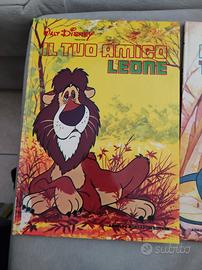 WALT DISNEY
IL TUO AMICO
LEONE
subito